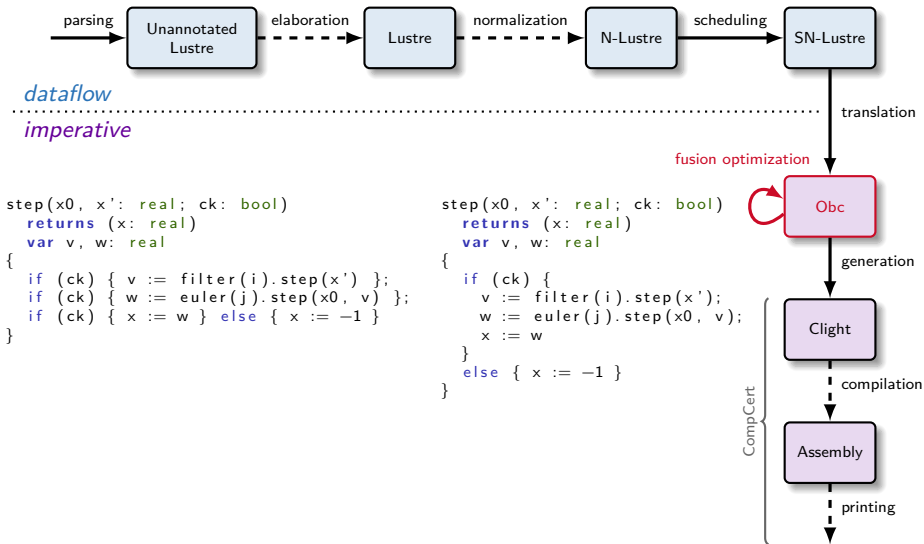 parsing
Unannotated
Lustre
elaboration
Lustre
normalization
N-Lustre
scheduling
SN-Lustre
dataflow
imperative
translation
fusion optimization
Obc
generation
step(x0, x': real; ck: bool)
returns (x: real)
var v, w: real
{
if (ck) { v := filter(i).step(x') };
if (ck) { w := euler(j).step(x0, v) };
if (ck) { x := w } else { x := −1 }
}
step(x0, x': real; ck: bool)
returns (x: real)
var v, w: real
{
if (ck) {
v := filter(i).step(x');
w := euler(j).step(x0, v);
x := w
}
else { x := −1 }
}
CompCert
Clight
compilation
Assembly
printing